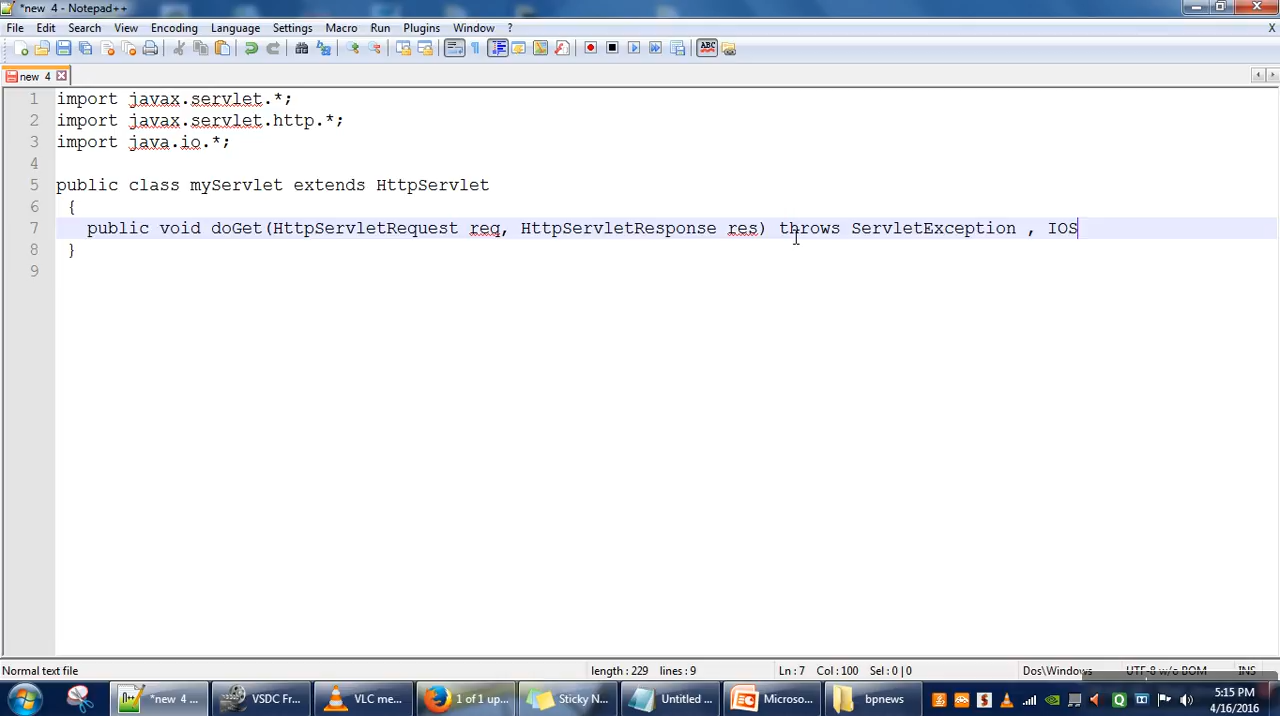 *new 4 - Notepad++
File Edit Search View Encoding Language Settings Macro Run Plugins Window ? X
ABC
new 4
1 import javax.servlet.*;
2 import javax.servlet.http.*;
3 import java.io.*;
4
5 public class myServlet extends HttpServlet
6 {
7 public void doGet(HttpServletRequest req, HttpServletResponse res) throws ServletException , IOS
8 }
9
Normal text file length : 229 lines : 9 Ln : 7 Col : 100 Sel : 0 | 0 Dos\Windows UTF-8 w/o BOM INS
*new 4 ... VSDC Fr... VLC me... 1 of 1 up... Sticky N... Untitled ... Microso... bpnews 5:15 PM
4/16/2016